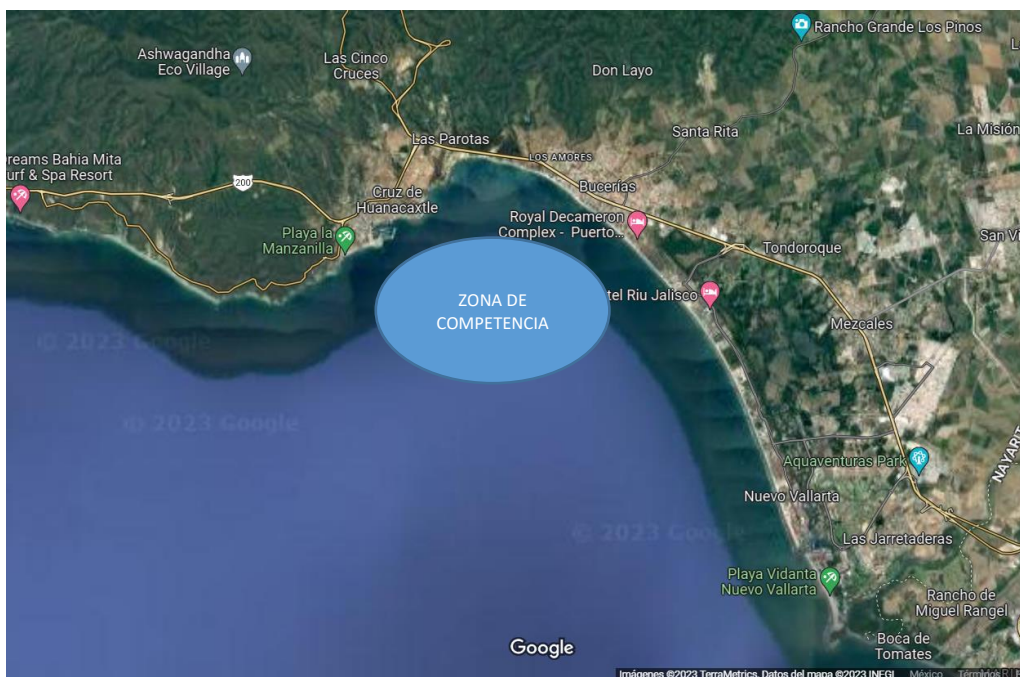 Rancho Grande Los Pinos
Ashwagandha
Eco Village
Las Cinco
Cruces
Don Layo
Santa Rita
La Misión
Las Parotas
LOS AMORES
Dreams Bahia Mita
Surf & Spa Resort
200
Cruz de
Huanacaxtle
Bucerías
Playa la
Manzanilla
Royal Decameron
Complex - Puerto...
Tondoroque
San Vi
ZONA DE
COMPETENCIA
tel Riu Jalisco
Mezcales
© 2023 Google
© 2023 Google
Aquaventuras Park
NAYARIT
Nuevo Vallarta
© 2023 Google
Las Jarretaderas
Playa Vidanta
Nuevo Vallarta
Rancho de
Miguel Rangel
Boca de
Tomates
Google
Imágenes ©2023 TerraMetrics, Datos del mapa ©2023 INEGI México Términos